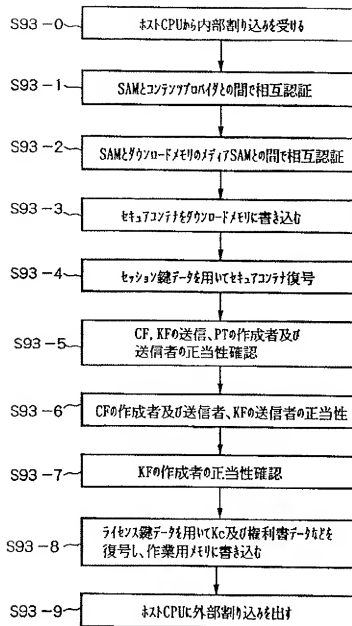 S93-0
ホストCPUから内部割り込みを受ける
S93-1
SAMとコンテンツプロバイダとの間で相互認証
S93-2
SAMとダウンロードメモリのメディアSAMとの間で相互認証
S93-3
セキュアコンテナをダウンロードメモリに書き込む
S93-4
セッション鍵データを用いてセキュアコンテナ復号
S93-5
CF, KFの送信、PTの作成者及び
送信者の正当性確認
S93-6
CFの作成者及び送信者、KFの送信者の正当性
S93-7
KFの作成者の正当性確認
S93-8
ライセンス鍵データを用いてKc及び権利書データなどを
復号し、作業用メモリに書き込む
S93-9
ホストCPUに外部割り込みを出す